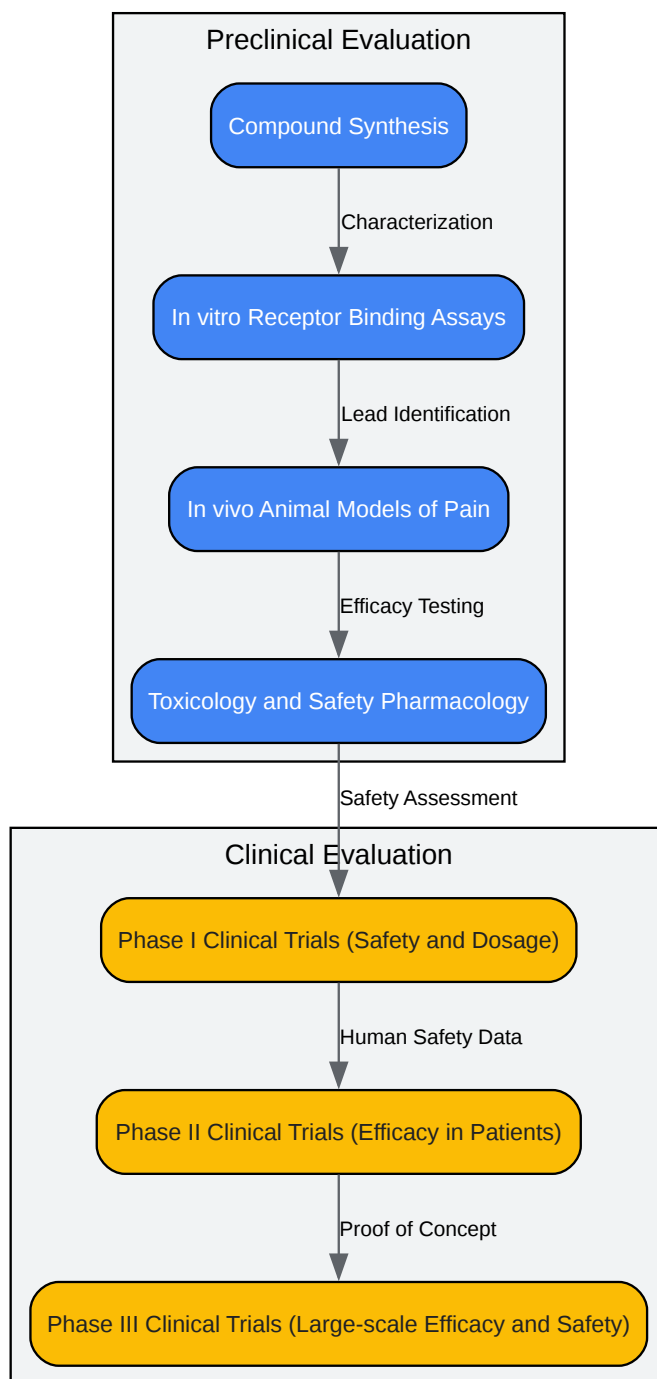 Preclinical Evaluation
Compound Synthesis
Characterization
In vitro Receptor Binding Assays
Lead Identification
In vivo Animal Models of Pain
Efficacy Testing
Toxicology and Safety Pharmacology
Safety Assessment
Clinical Evaluation
Phase I Clinical Trials (Safety and Dosage)
Human Safety Data
Phase II Clinical Trials (Efficacy in Patients)
Proof of Concept
Phase III Clinical Trials (Large-scale Efficacy and Safety)